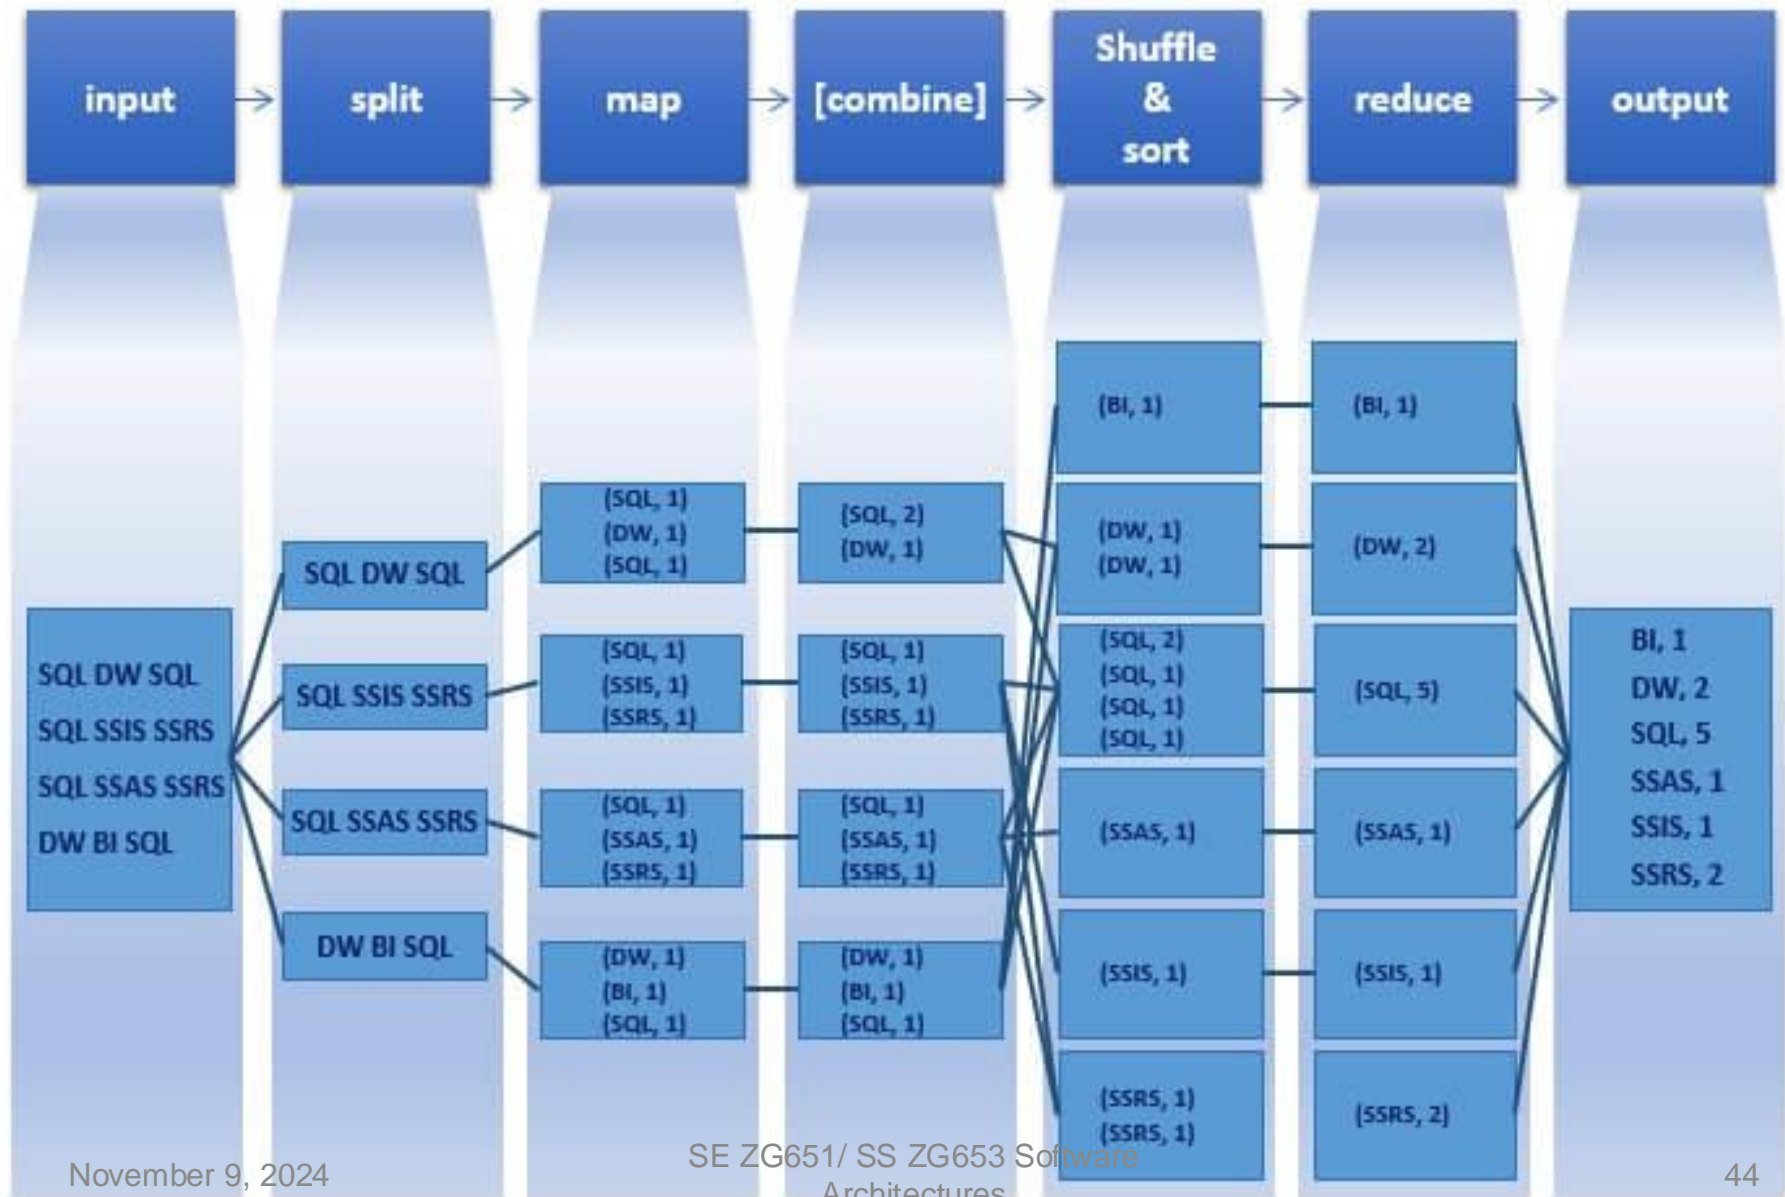 input
split
map
[combine]
Shuffle
&
sort
reduce
output
SQL DW SQL
SQL SSIS SSRS
SQL SSAS SSRS
DW BI SQL
SQL DW SQL
SQL SSIS SSRS
SQL SSAS SSRS
DW BI SQL
(SQL, 1)
(DW, 1)
(SQL, 1)
(SQL, 1)
(SSIS, 1)
(SSRS, 1)
(SQL, 1)
(SSAS, 1)
(SSRS, 1)
(DW, 1)
(BI, 1)
(SQL, 1)
(SQL, 2)
(DW, 1)
(SQL, 1)
(SSIS, 1)
(SSRS, 1)
(SQL, 1)
(SSAS, 1)
(SSRS, 1)
(DW, 1)
(BI, 1)
(SQL, 1)
(BI, 1)
(DW, 1)
(DW, 1)
(SQL, 2)
(SQL, 1)
(SQL, 1)
(SQL, 1)
(SSAS, 1)
(SSIS, 1)
(SSRS, 1)
(SSRS, 1)
(BI, 1)
(DW, 2)
(SQL, 5)
(SSAS, 1)
(SSIS, 1)
(SSRS, 2)
BI, 1
DW, 2
SQL, 5
SSAS, 1
SSIS, 1
SSRS, 2
November 9, 2024
SE ZG651/ SS ZG653 Software
Architectures
44